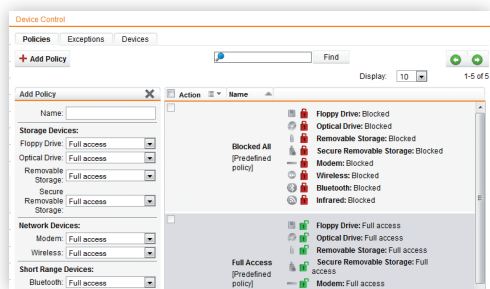 Device Control
Policies Exceptions Devices
Add Policy
Find
Display: 10 1-5 of 5
Add Policy
Action Name
Name:
Storage Devices:
Floppy Drive: Full access
Optical Drive: Full access
Removable Storage: Full access
Secure Removable Storage: Full access
Network Devices:
Modem: Full access
Wireless: Full access
Short Range Devices:
Bluetooth: Full access
Blocked All
[Predefined policy]
Floppy Drive: Blocked
Optical Drive: Blocked
Removable Storage: Blocked
Secure Removable Storage: Blocked
Modem: Blocked
Wireless: Blocked
Bluetooth: Blocked
Infrared: Blocked
Full Access
[Predefined policy]
Floppy Drive: Full access
Optical Drive: Full access
Removable Storage: Full access
Secure Removable Storage: Full access
Modem: Full access